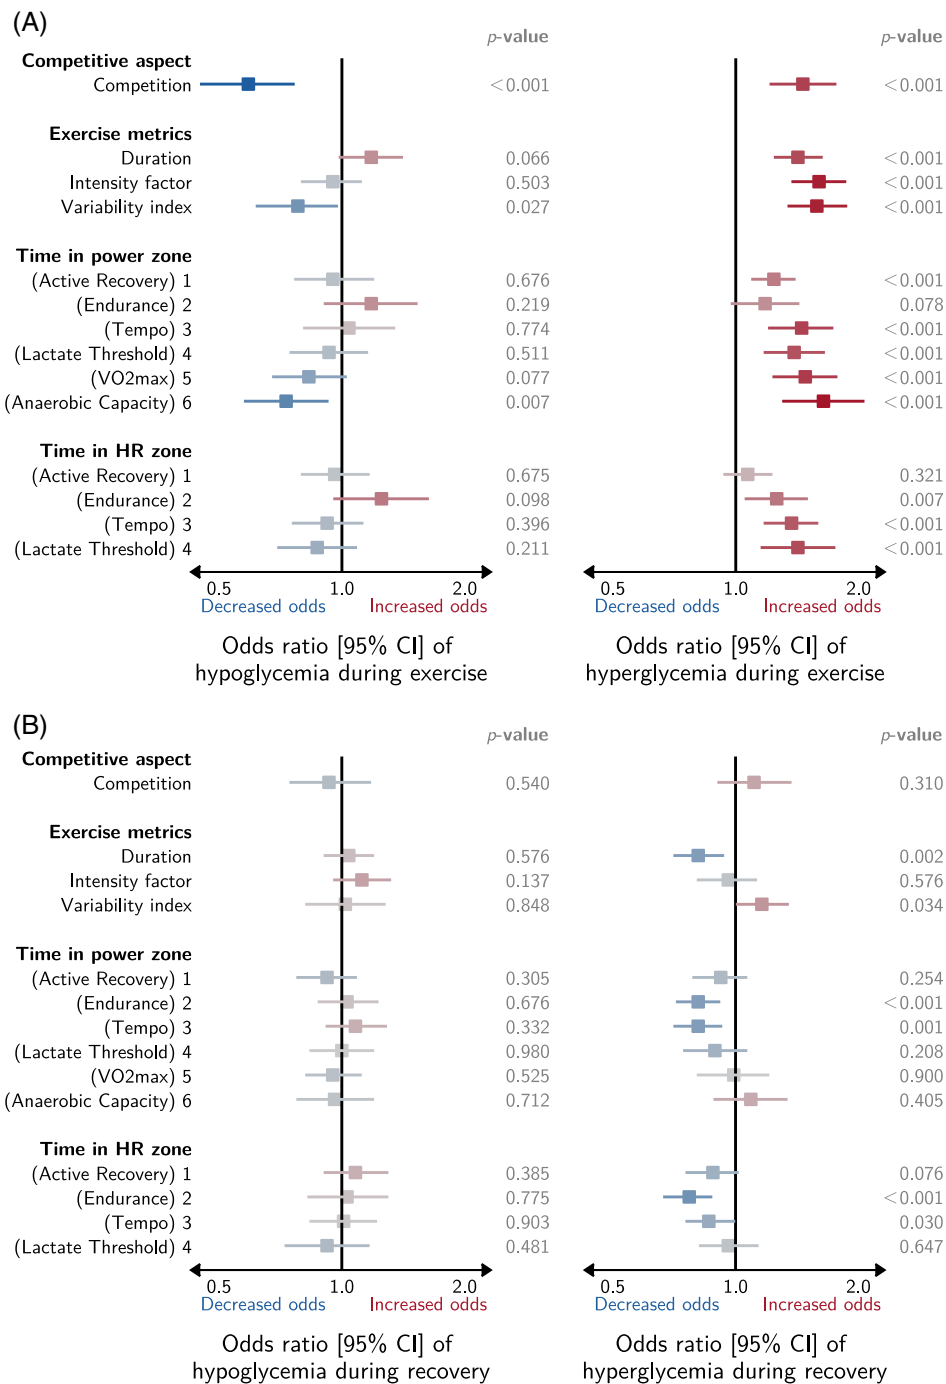 (A)
p-value p-value
Competitive aspect
Competition <0.001 <0.001
Exercise metrics
Duration 0.066 <0.001
Intensity factor 0.503 <0.001
Variability index 0.027 <0.001
Time in power zone
(Active Recovery) 1 0.676 <0.001
(Endurance) 2 0.219 0.078
(Tempo) 3 0.774 <0.001
(Lactate Threshold) 4 0.511 <0.001
(VO2max) 5 0.077 <0.001
(Anaerobic Capacity) 6 0.007 <0.001
Time in HR zone
(Active Recovery) 1 0.675 0.321
(Endurance) 2 0.098 0.007
(Tempo) 3 0.396 <0.001
(Lactate Threshold) 4 0.211 <0.001
0.5 1.0 2.0 0.5 1.0 2.0
Decreased odds Increased odds Decreased odds Increased odds
Odds ratio [95% CI] of Odds ratio [95% CI] of
hypoglycemia during exercise hyperglycemia during exercise
(B)
p-value p-value
Competitive aspect
Competition 0.540 0.310
Exercise metrics
Duration 0.576 0.002
Intensity factor 0.137 0.576
Variability index 0.848 0.034
Time in power zone
(Active Recovery) 1 0.305 0.254
(Endurance) 2 0.676 <0.001
(Tempo) 3 0.332 0.001
(Lactate Threshold) 4 0.980 0.208
(VO2max) 5 0.525 0.900
(Anaerobic Capacity) 6 0.712 0.405
Time in HR zone
(Active Recovery) 1 0.385 0.076
(Endurance) 2 0.775 <0.001
(Tempo) 3 0.903 0.030
(Lactate Threshold) 4 0.481 0.647
0.5 1.0 2.0 0.5 1.0 2.0
Decreased odds Increased odds Decreased odds Increased odds
Odds ratio [95% CI] of Odds ratio [95% CI] of
hypoglycemia during recovery hyperglycemia during recovery